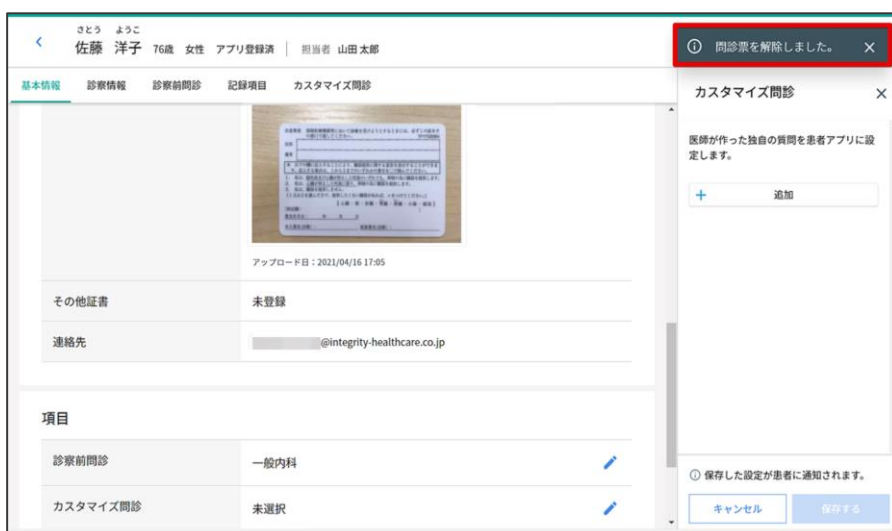 さとう ようこ
佐藤 洋子 76歳 女性 アプリ登録済 | 担当者 山田 太郎
問診票を解除しました。
基本情報 診察情報 診察前問診 記録項目 カスタマイズ問診
カスタマイズ問診
医師が作った独自の質問を患者アプリに設
定します。
+ 追加
アップロード日：2021/04/16 17:05
その他証書 未登録
連絡先 @integrity-healthcare.co.jp
項目
診察前問診 一般内科
カスタマイズ問診 未選択
保存した設定が患者に通知されます。
キャンセル 保存する